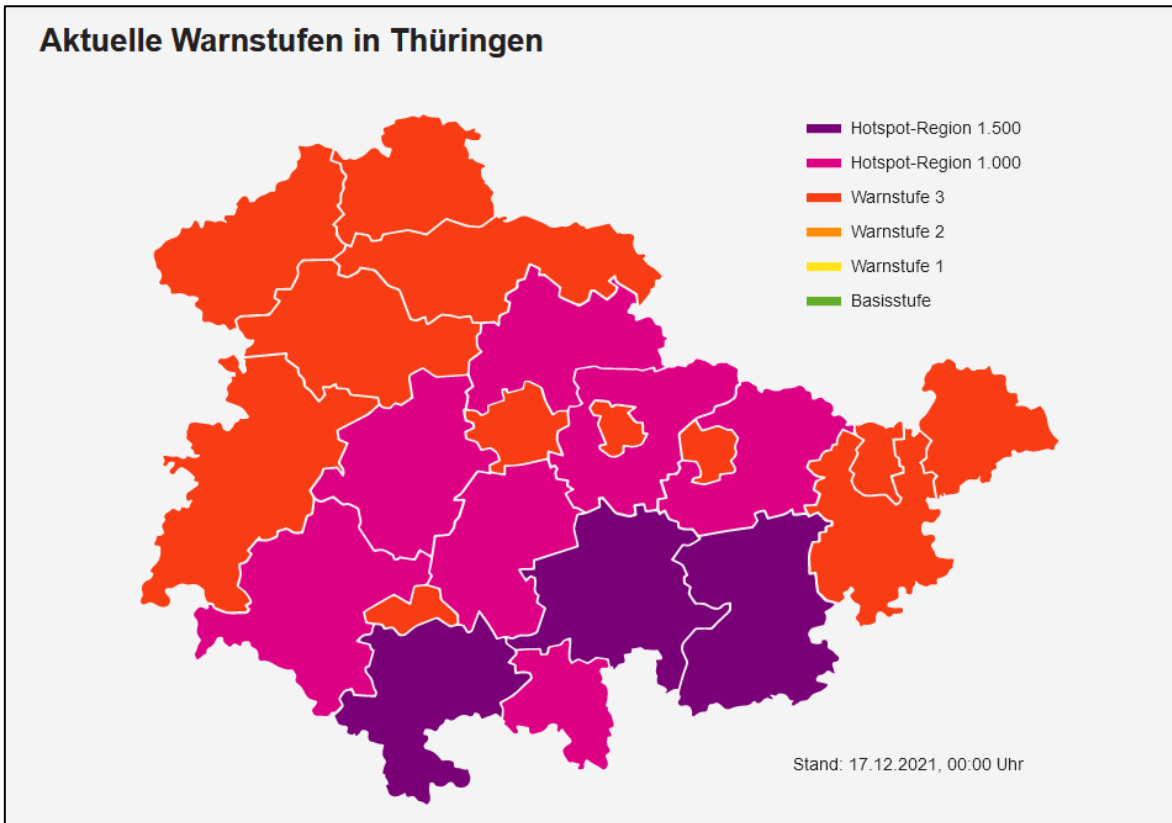 Aktuelle Warnstufen in Thüringen
Hotspot-Region 1.500
Hotspot-Region 1.000
Warnstufe 3
Warnstufe 2
Warnstufe 1
Basisstufe
Stand: 17.12.2021, 00:00 Uhr